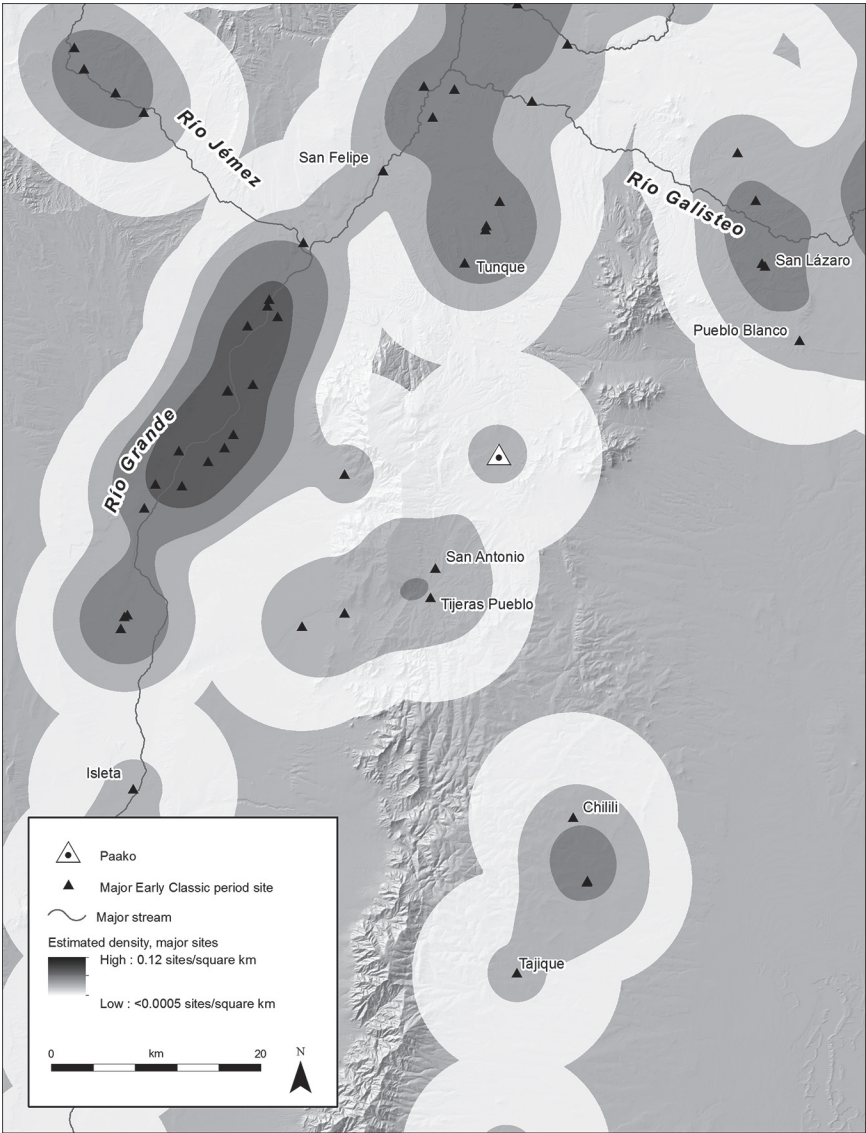 Río Jémez
San Felipe
Río Galisteo
Tunque
San Lázaro
Pueblo Blanco
Río Grande
San Antonio
Tijeras Pueblo
Isleta
Chilili
Tajique
Paako
Major Early Classic period site
Major stream
Estimated density, major sites
High : 0.12 sites/square km
Low : <0.0005 sites/square km
0 km 20
N